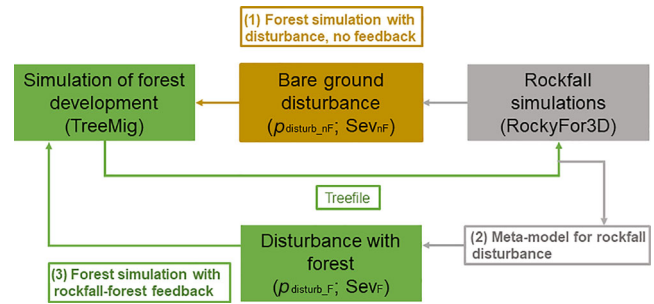 (1) Forest simulation with
disturbance, no feedback
Simulation of forest
development
(TreeMig)
Bare ground
disturbance
(pdisturb_nF; SevnF)
Rockfall
simulations
(RockyFor3D)
Treefile
(2) Meta-model for rockfall
disturbance
Disturbance with
forest
(pdisturb_F; SevF)
(3) Forest simulation with
rockfall-forest feedback